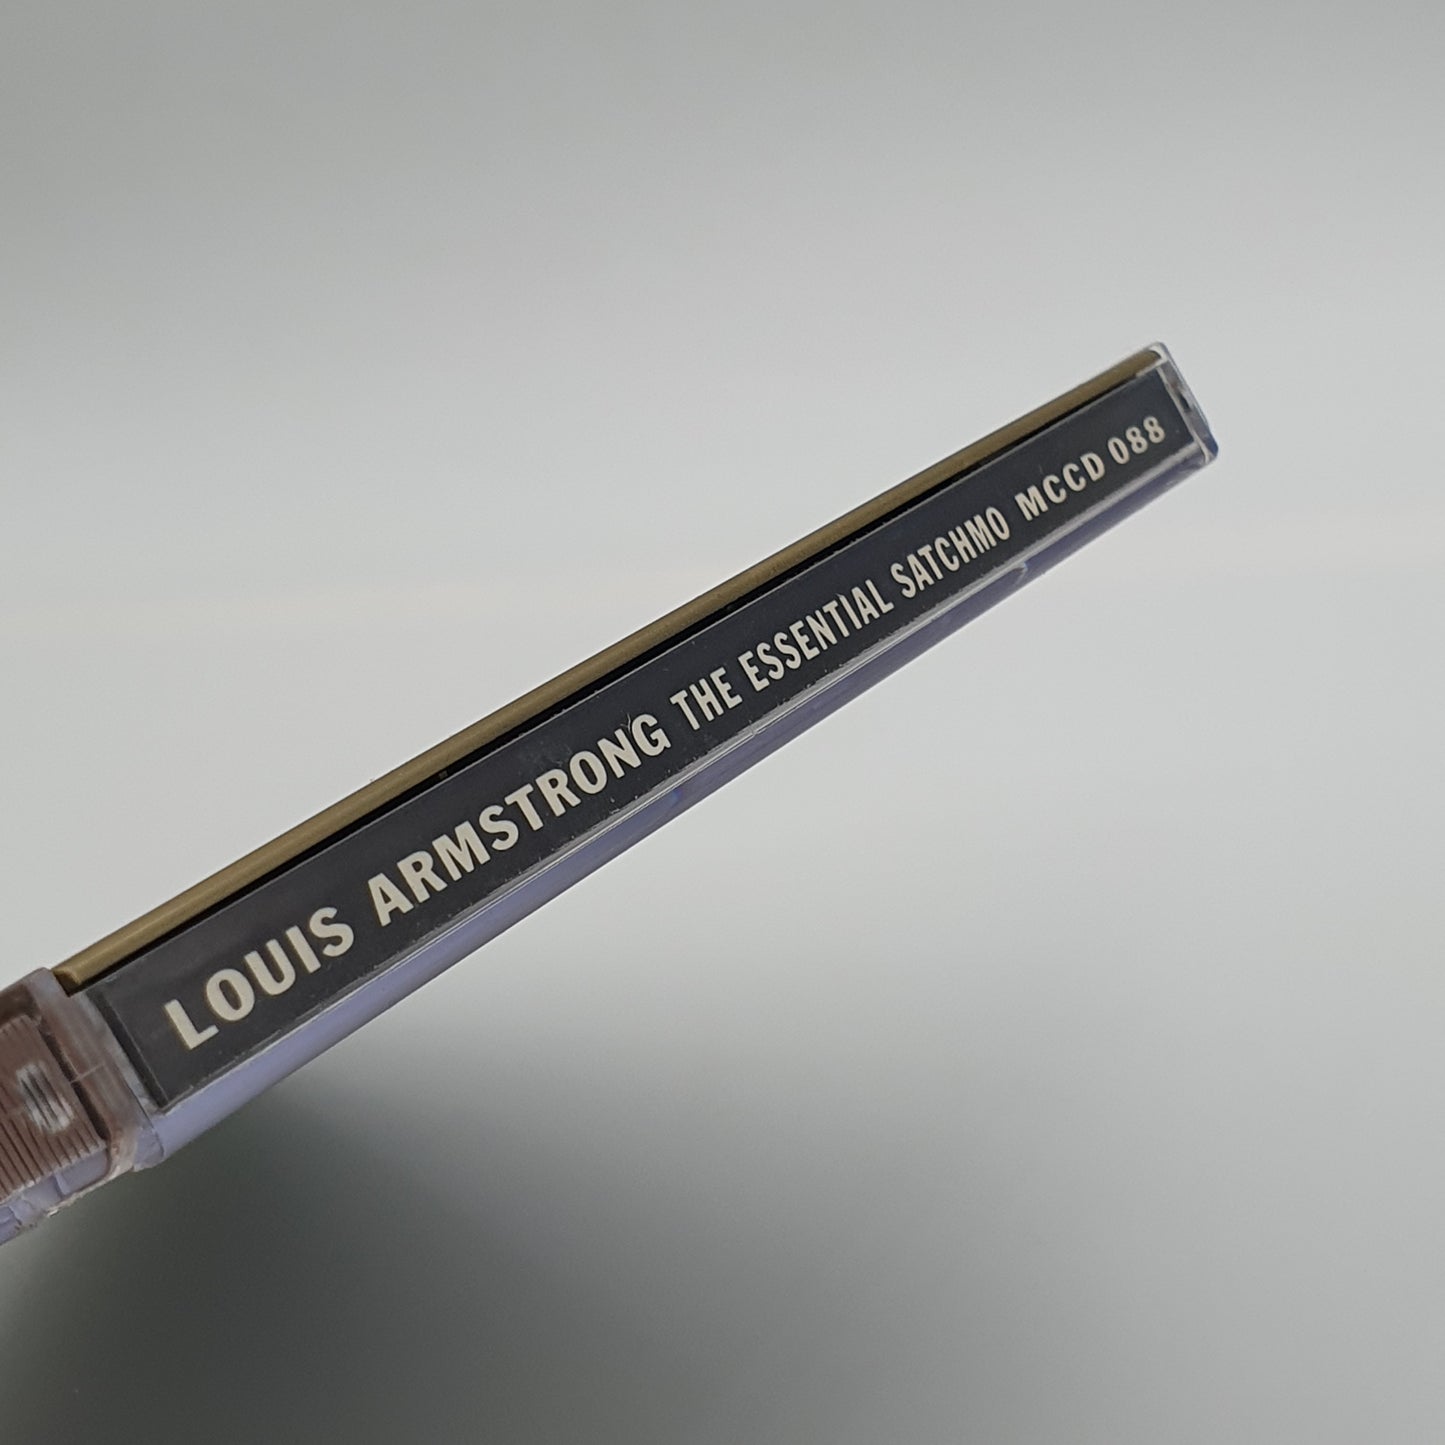 LOUIS ARMSTRONG THE ESSENTIAL SATCHMO MCCD 088